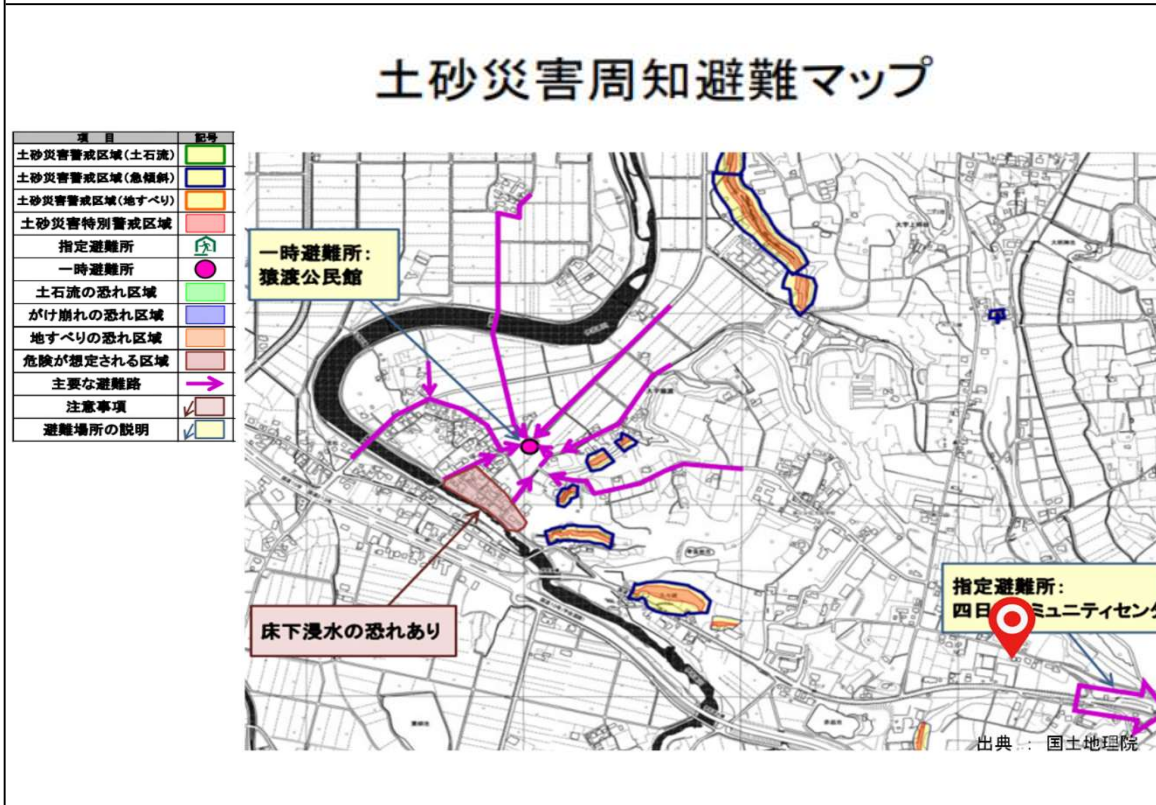 土砂災害周知避難マップ
項 目 記号
土砂災害警戒区域(土石流)
土砂災害警戒区域(急傾斜)
土砂災害警戒区域(地すべり)
土砂災害特別警戒区域
指定避難所
一時避難所
土石流の恐れ区域
がけ崩れの恐れ区域
地すべりの恐れ区域
危険が想定される区域
主要な避難路
注意事項
避難場所の説明
一時避難所:
猿渡公民館
床下浸水の恐れあり
指定避難所:
四日 ミュニティセンタ
出典 : 国土地理院